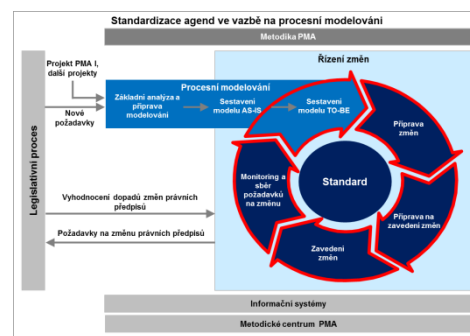 Standardizace agend ve vazbě na procesní modelování
Metodika PMA
Řízení změn
Projekt PMA I,
další projekty
Nové
požadavky
Legislativní proces
Procesní modelování
Základní analýza a
příprava
modelování
Sestavení
modelu AS-IS
Sestavení
modelu TO-BE
Příprava
změn
Monitoring a
sběr
požadavků
na změnu
Standard
Příprava na
zavedení změn
Zavedení
změn
Vyhodnocení dopadů změn právních
předpisů
Požadavky na změnu právních předpisů
Informační systémy
Metodické centrum PMA